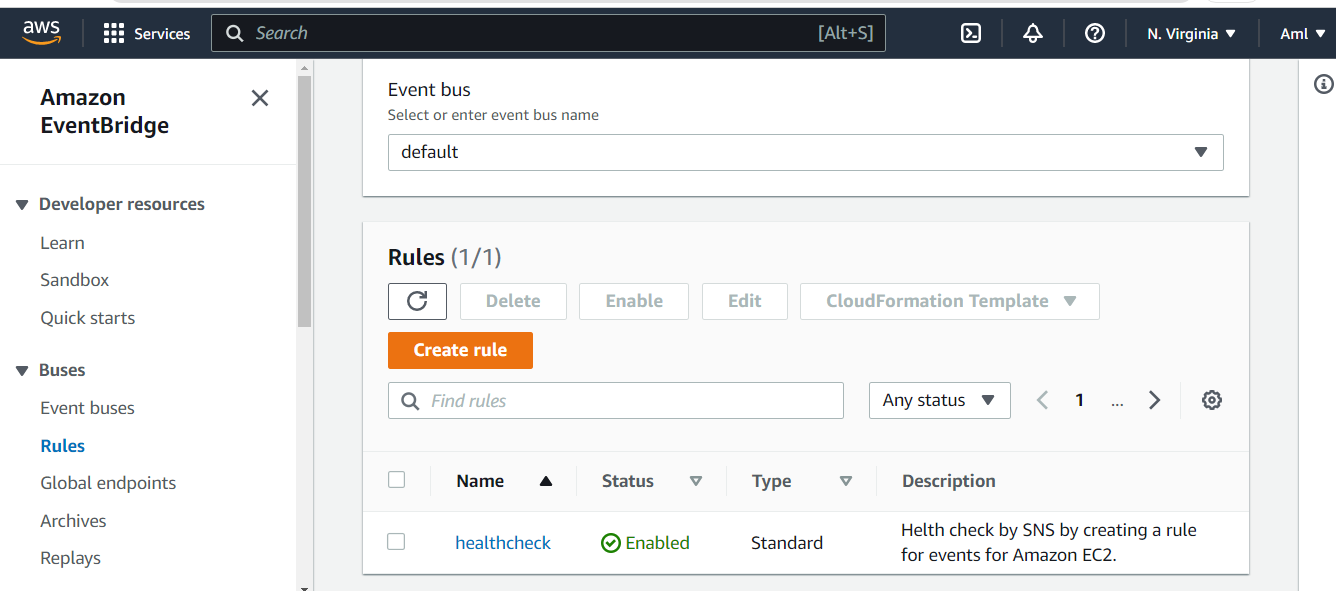 aws Services Search [Alt+S] N. Virginia Aml
Amazon
EventBridge
Developer resources
Learn
Sandbox
Quick starts
Buses
Event buses
Rules
Global endpoints
Archives
Replays
Event bus
Select or enter event bus name
default
Rules (1/1)
Delete Enable Edit CloudFormation Template
Create rule
Find rules Any status 1 ...
Name Status Type Description
healthcheck Enabled Standard Helth check by SNS by creating a rule
for events for Amazon EC2.